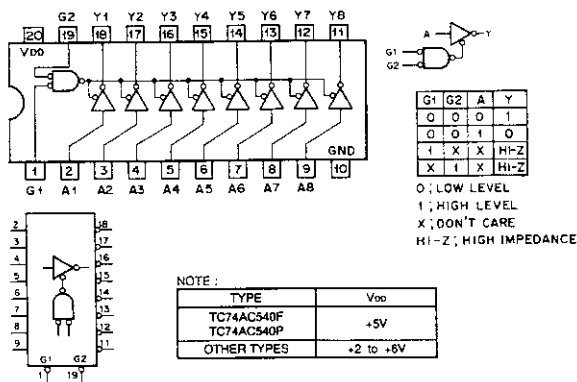 G2 Y1 Y2 Y3 Y4 Y5 Y6 Y7 Y8
20 19 18 17 16 15 14 13 12 11
VDD
GND
1 2 3 4 5 6 7 8 9 10
G1 A1 A2 A3 A4 A5 A6 A7 A8
A Y
G1
G2
G1 G2 A Y
0 0 0 1
0 0 1 0
1 X X HI-Z
X 1 X HI-Z
0 ; LOW LEVEL
1 ; HIGH LEVEL
X ; DON'T CARE
HI-Z ; HIGH IMPEDANCE
2 18
3 17
4 16
5 15
6 14
7 13
8 12
9 11
G1 G2
1 19
NOTE ;
TYPE VDD
TC74AC540F
TC74AC540P
+5V
OTHER TYPES +2 to +6V